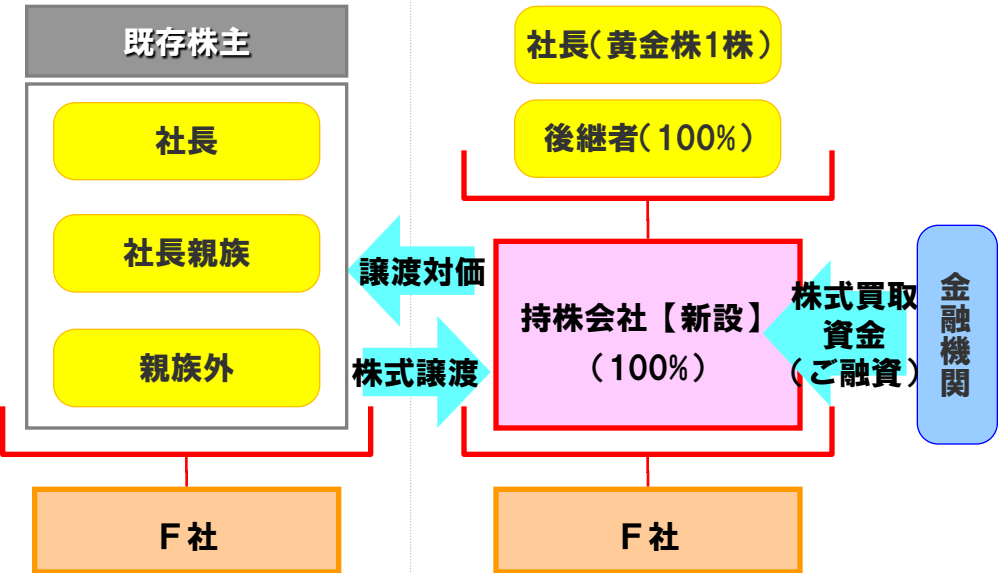 既存株主
社長
社長親族
親族外
F社
社長(黄金株1株)
後継者(100%)
譲渡対価
株式譲渡
持株会社【新設】
(100%)
株式買取
資金
(ご融資)
金融機関
F社